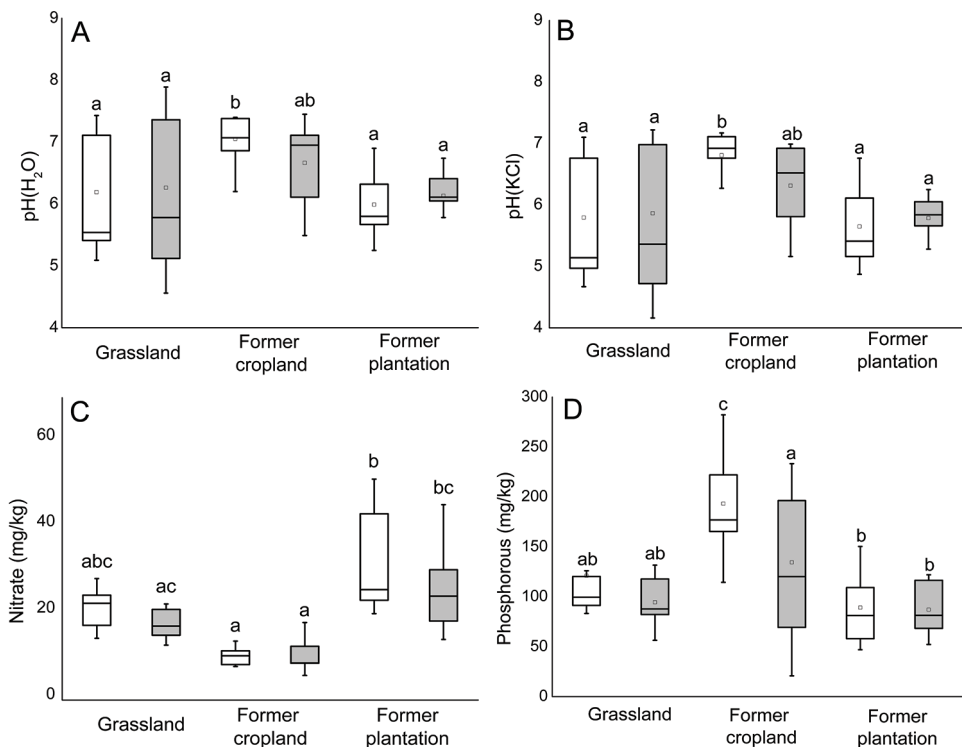 A
pH(H₂O)
9
8
7
6
5
4
a
a
b
ab
a
a
Grassland
Former
cropland
Former
plantation
B
pH(KCl)
9
8
7
6
5
4
a
a
b
ab
a
a
Grassland
Former
cropland
Former
plantation
C
Nitrate (mg/kg)
60
40
20
0
abc
ac
a
a
b
bc
Grassland
Former
cropland
Former
plantation
D
Phosphorous (mg/kg)
300
250
200
150
100
50
0
ab
ab
c
a
b
b
Grassland
Former
cropland
Former
plantation